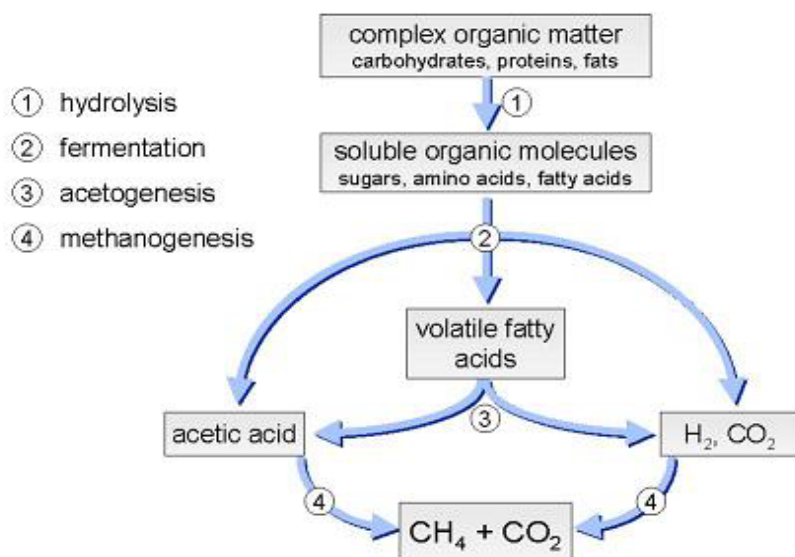 complex organic matter
carbohydrates, proteins, fats
① hydrolysis
② fermentation
③ acetogenesis
④ methanogenesis
①
soluble organic molecules
sugars, amino acids, fatty acids
②
volatile fatty
acids
③
acetic acid
H₂, CO₂
④
④
CH₄ + CO₂